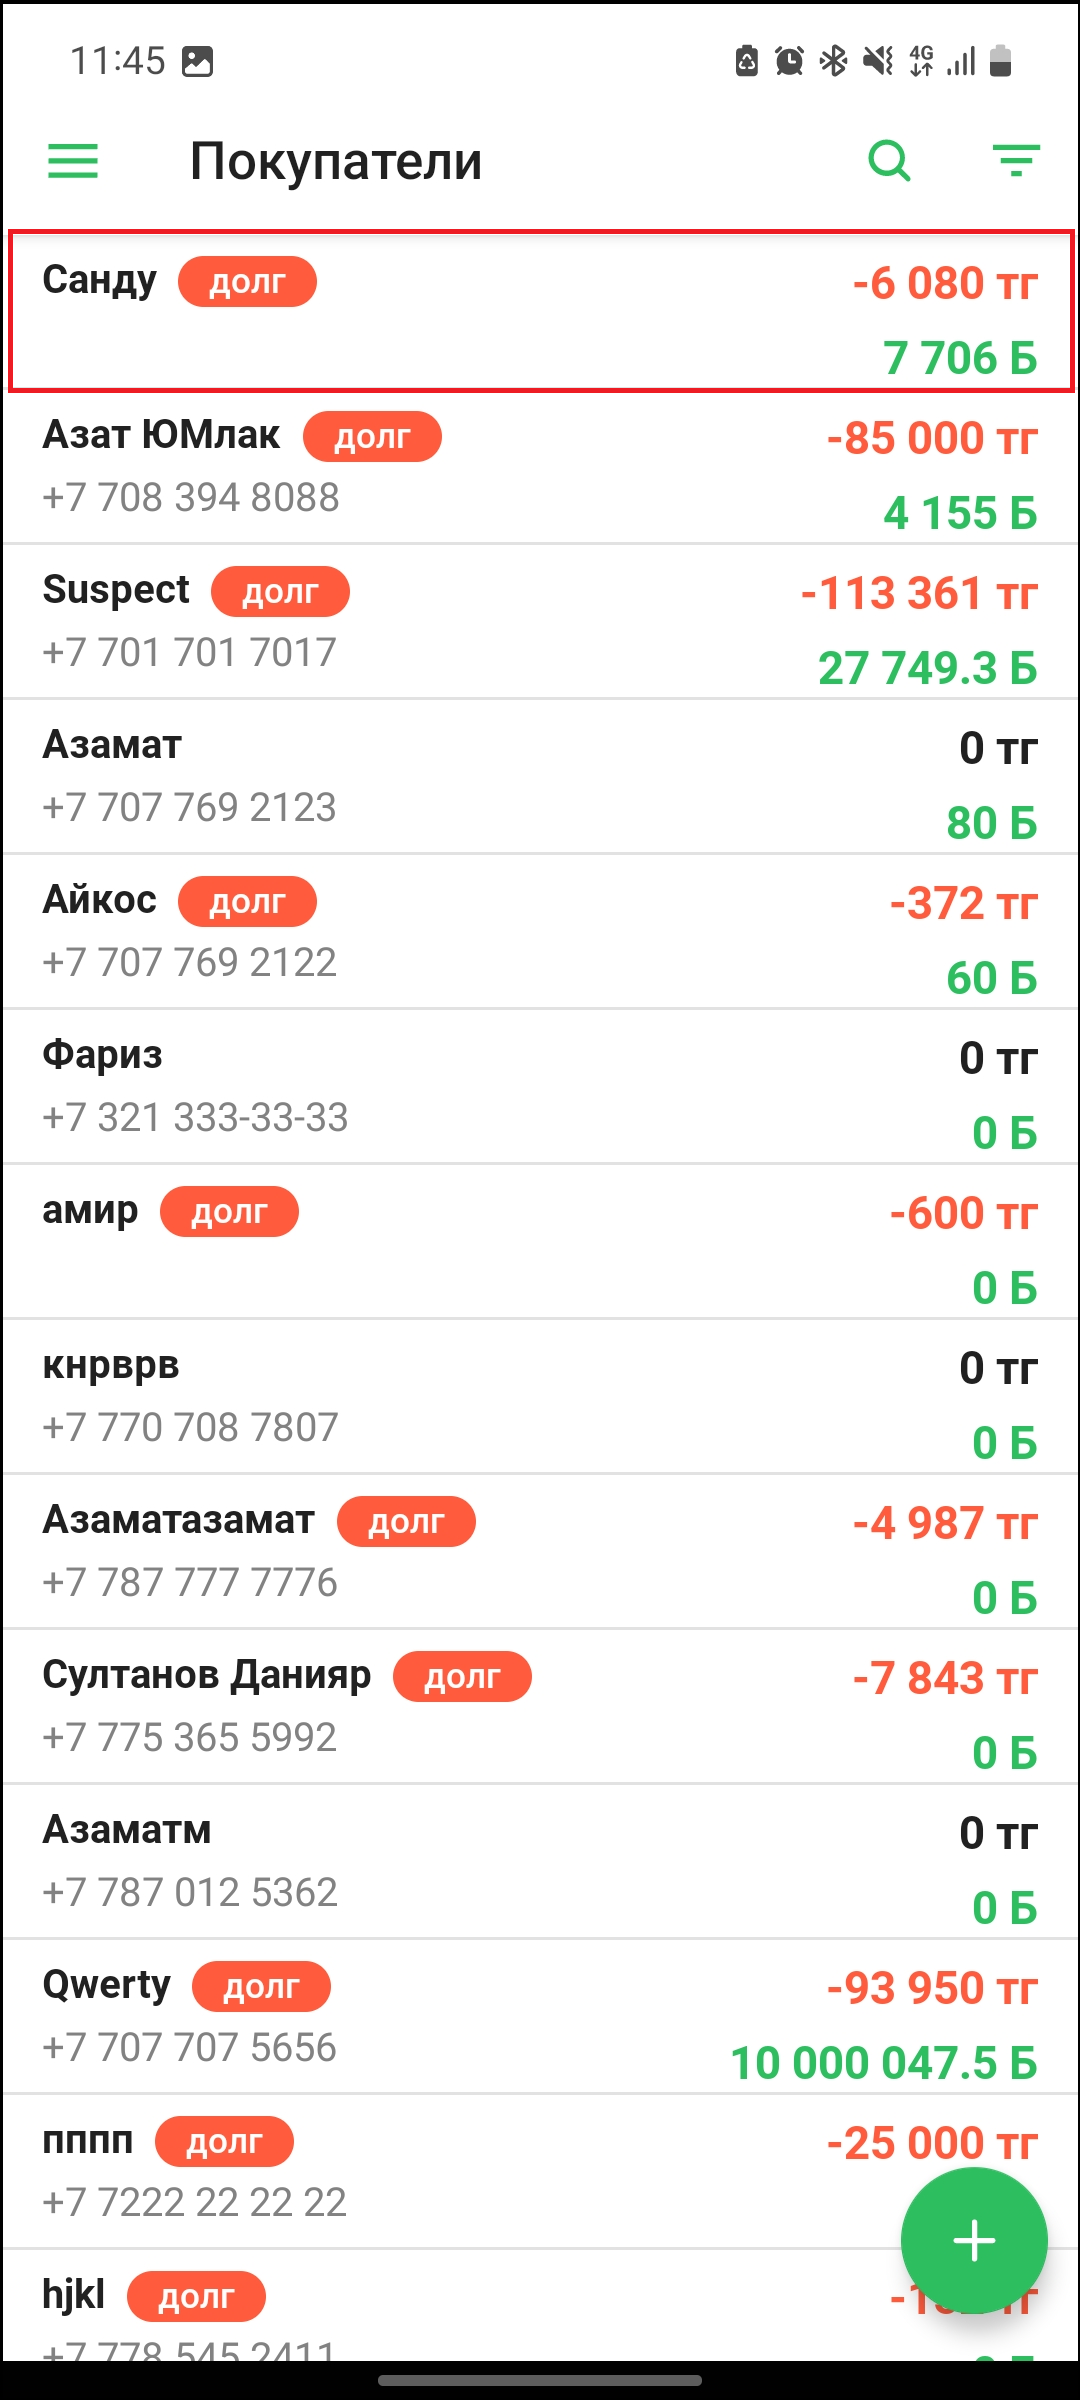 11:45
4G
Покупатели
Санду долг -6 080 тг
7 706 Б
Азат ЮМлак долг -85 000 тг
+7 708 394 8088
4 155 Б
Suspect долг -113 361 тг
+7 701 701 7017
27 749.3 Б
Азамат 0 тг
+7 707 769 2123
80 Б
Айкос долг -372 тг
+7 707 769 2122
60 Б
Фариз 0 тг
+7 321 333-33-33
0 Б
амир долг -600 тг
0 Б
кнрврв 0 тг
+7 770 708 7807
0 Б
Азаматазамат долг -4 987 тг
+7 787 777 7776
0 Б
Султанов Данияр долг -7 843 тг
+7 775 365 5992
0 Б
Азаматм 0 тг
+7 787 012 5362
0 Б
Qwerty долг -93 950 тг
+7 707 707 5656
10 000 047.5 Б
пппп долг -25 000 тг
+7 7222 22 22 22
hjkl долг
+7 778 545 2411